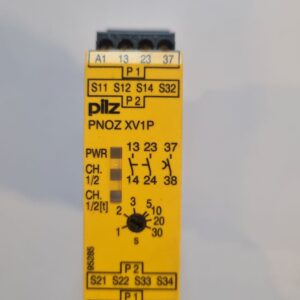 A1 13 23 37
P1
S11 S12 S14 S32
P2
pilz
PNOZ XV1P
13 23 37
PWR
CH. 1/2
14 24 38
CH. 1/2[t]
1 2 3 5 10 20 30
s
95285
P2
S21 S22 S33 S34
P1